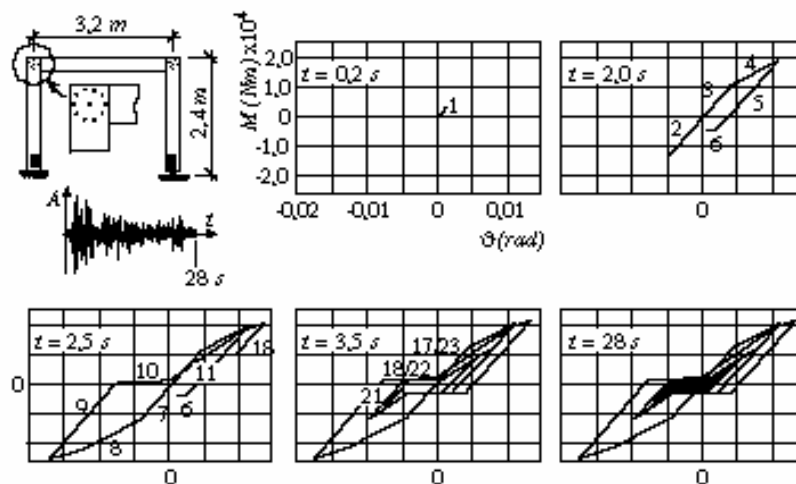 3,2 m
2,4 m
A
t
28 s
M (Nm) x10⁴
2,0
1,0
0
-1,0
-2,0
t = 0,2 s
1
-0,02
-0,01
0
0,01
ϑ(rad)
t = 2,0 s
2
3
4
5
6
0
t = 2,5 s
0
10
9
8
7
6
11
18
0
t = 3,5 s
17,23
18/22
21
0
t = 28 s
0